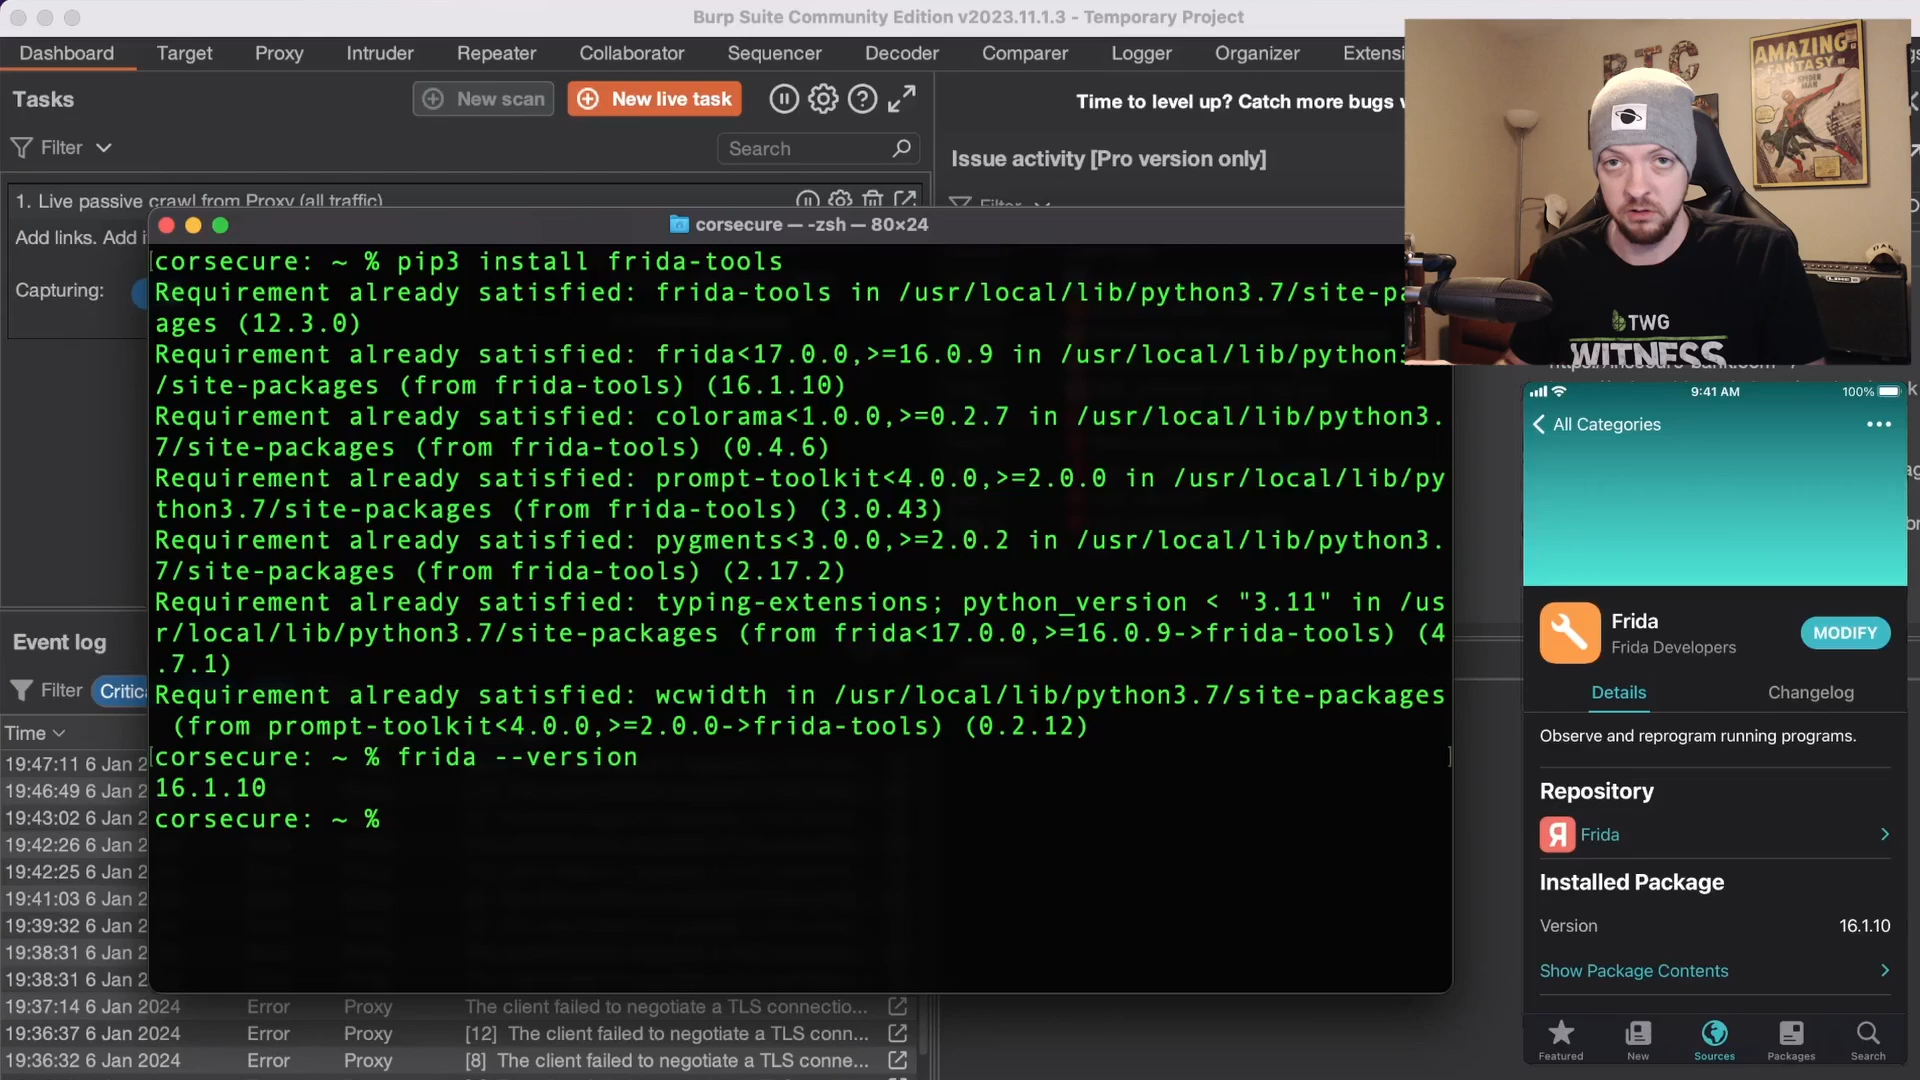 Burp Suite Community Edition v2023.11.1.3 - Temporary Project
Dashboard Target Proxy Intruder Repeater Collaborator Sequencer Decoder Comparer Logger Organizer Extensi
Tasks
New scan
New live task
Time to level up? Catch more bugs
Filter
Search
Issue activity [Pro version only]
Filter
1. Live passive crawl from Proxy (all traffic)
Add links. Add i
Capturing:
corsecure — -zsh — 80×24
corsecure: ~ % pip3 install frida-tools
Requirement already satisfied: frida-tools in /usr/local/lib/python3.7/site-pa
ages (12.3.0)
Requirement already satisfied: frida<17.0.0,>=16.0.9 in /usr/local/lib/python
/site-packages (from frida-tools) (16.1.10)
Requirement already satisfied: colorama<1.0.0,>=0.2.7 in /usr/local/lib/python3.
7/site-packages (from frida-tools) (0.4.6)
Requirement already satisfied: prompt-toolkit<4.0.0,>=2.0.0 in /usr/local/lib/py
thon3.7/site-packages (from frida-tools) (3.0.43)
Requirement already satisfied: pygments<3.0.0,>=2.0.2 in /usr/local/lib/python3.
7/site-packages (from frida-tools) (2.17.2)
Requirement already satisfied: typing-extensions; python_version < "3.11" in /us
r/local/lib/python3.7/site-packages (from frida<17.0.0,>=16.0.9->frida-tools) (4
.7.1)
Requirement already satisfied: wcwidth in /usr/local/lib/python3.7/site-packages
(from prompt-toolkit<4.0.0,>=2.0.0->frida-tools) (0.2.12)
corsecure: ~ % frida --version
16.1.10
corsecure: ~ %
Event log
Filter Critica
Time
19:47:11 6 Jan 2
19:46:49 6 Jan 2
19:43:02 6 Jan 2
19:42:26 6 Jan 2
19:42:25 6 Jan 2
19:41:03 6 Jan 2
19:39:32 6 Jan 2
19:38:31 6 Jan 2
19:38:31 6 Jan 2
19:37:14 6 Jan 2024 Error Proxy The client failed to negotiate a TLS connectio...
19:36:37 6 Jan 2024 Error Proxy [12] The client failed to negotiate a TLS conn...
19:36:32 6 Jan 2024 Error Proxy [8] The client failed to negotiate a TLS conne...
AMAZING
FANTASY
TWG
WITNESS
LINE 6
9:41 AM
100%
All Categories
Frida
Frida Developers
MODIFY
Details Changelog
Observe and reprogram running programs.
Repository
Frida
Installed Package
Version 16.1.10
Show Package Contents
Featured New Sources Packages Search